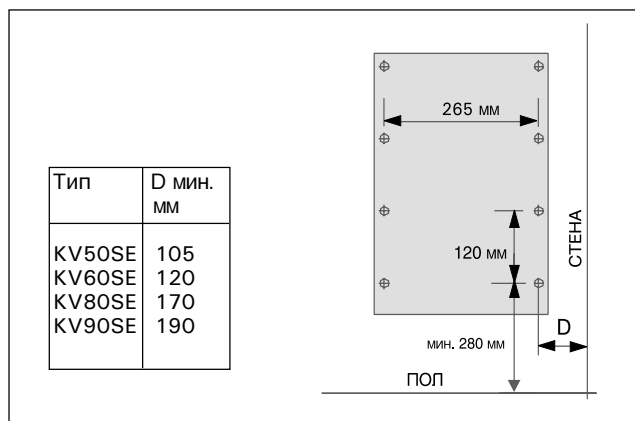 Тип D мин.
мм
KV50SE 105
KV60SE 120
KV80SE 170
KV90SE 190
265 мм
120 мм
мин. 280 мм
D
СТЕНА
ПОЛ